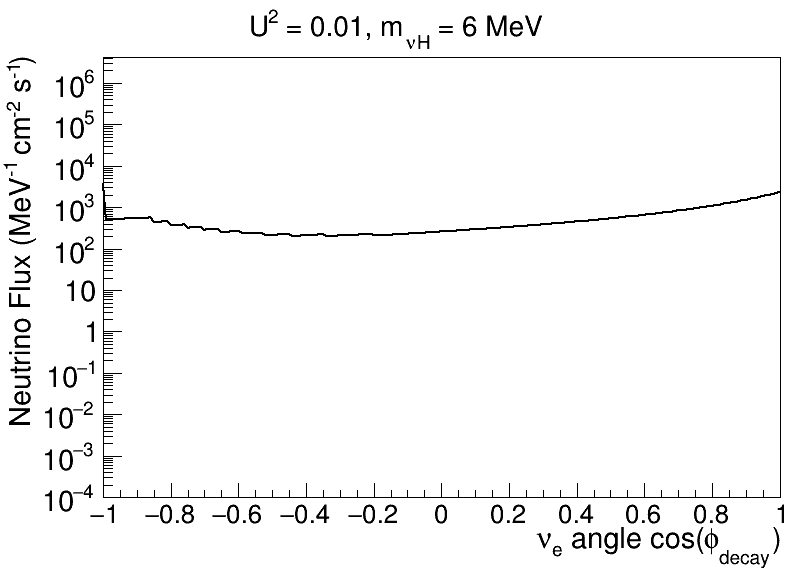 U² = 0.01, m_νH = 6 MeV
Neutrino Flux (MeV⁻¹ cm⁻² s⁻¹)
10⁶
10⁵
10⁴
10³
10²
10
1
10⁻¹
10⁻²
10⁻³
10⁻⁴
−1 −0.8 −0.6 −0.4 −0.2 0 0.2 0.4 0.6 0.8 1
ν_e angle cos(ϕ_decay)